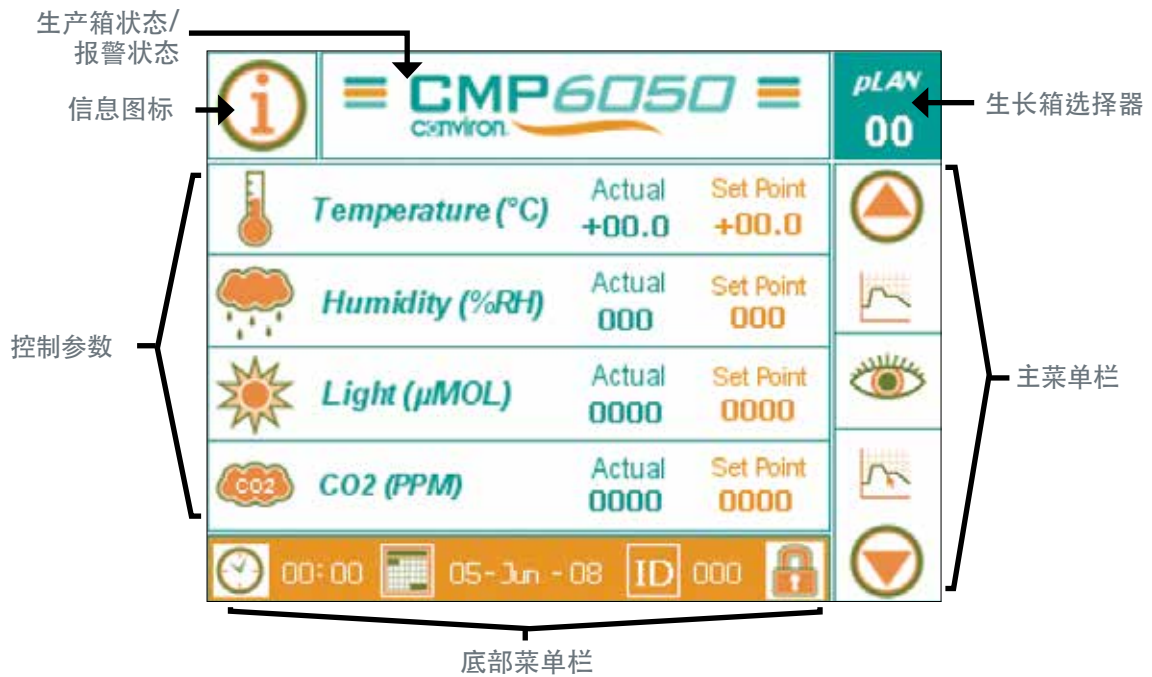 生产箱状态/
报警状态
信息图标
i
CMP6050
conviron
pLAN
00
生长箱选择器
Temperature (°C)
Actual
+00.0
Set Point
+00.0
Humidity (%RH)
Actual
000
Set Point
000
控制参数
Light (µMOL)
Actual
0000
Set Point
0000
主菜单栏
CO2
CO2 (PPM)
Actual
0000
Set Point
0000
00:00 05-Jun-08 ID 000
底部菜单栏